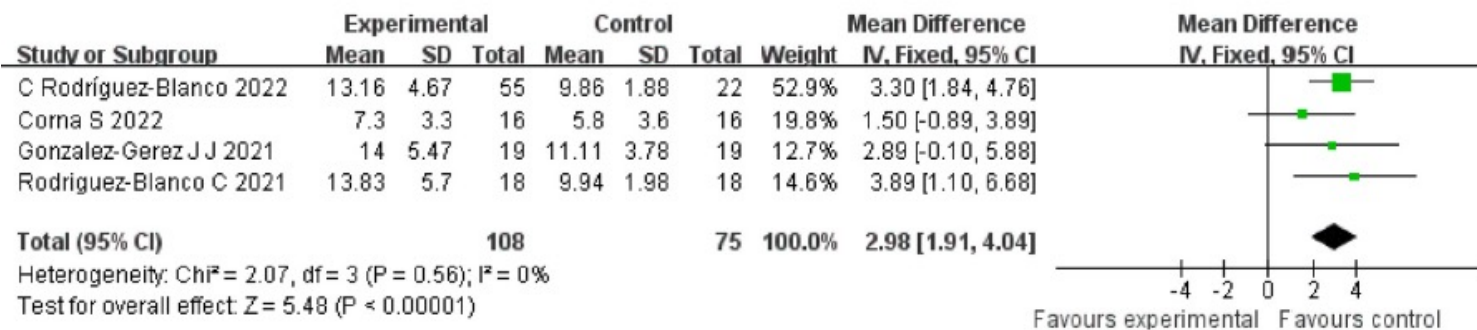 Experimental Control Mean Difference Mean Difference
Study or Subgroup Mean SD Total Mean SD Total Weight IV, Fixed, 95% CI IV, Fixed, 95% CI
C Rodríguez-Blanco 2022 13.16 4.67 55 9.86 1.88 22 52.9% 3.30 [1.84, 4.76]
Corna S 2022 7.3 3.3 16 5.8 3.6 16 19.8% 1.50 [-0.89, 3.89]
Gonzalez-Gerez J J 2021 14 5.47 19 11.11 3.78 19 12.7% 2.89 [-0.10, 5.88]
Rodriguez-Blanco C 2021 13.83 5.7 18 9.94 1.98 18 14.6% 3.89 [1.10, 6.68]
Total (95% CI) 108 75 100.0% 2.98 [1.91, 4.04]
Heterogeneity: Chi² = 2.07, df = 3 (P = 0.56); I² = 0%
Test for overall effect: Z = 5.48 (P < 0.00001)
-4 -2 0 2 4
Favours experimental Favours control